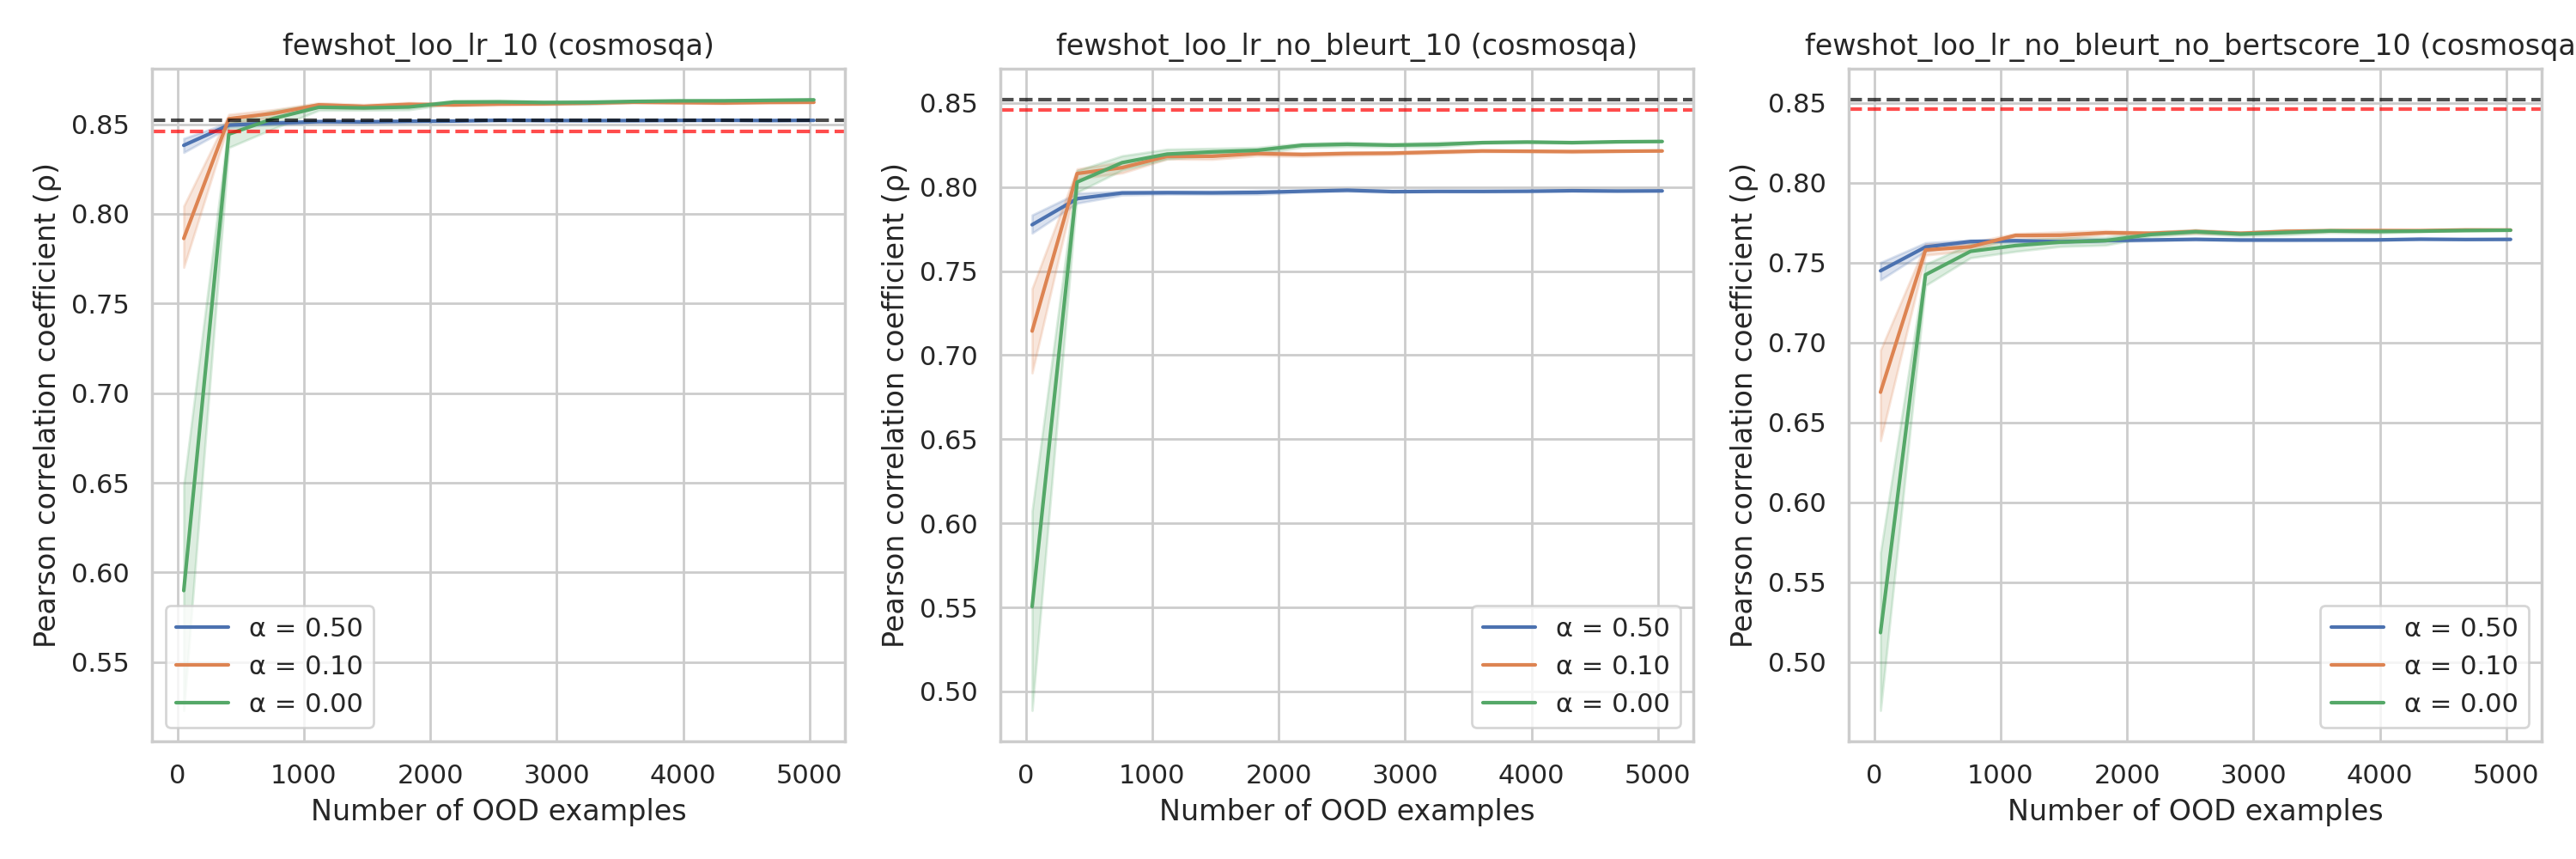 fewshot_loo_lr_10 (cosmosqa)
Pearson correlation coefficient (ρ)
0.85
0.80
0.75
0.70
0.65
0.60
0.55
α = 0.50
α = 0.10
α = 0.00
0 1000 2000 3000 4000 5000
Number of OOD examples
fewshot_loo_lr_no_bleurt_10 (cosmosqa)
Pearson correlation coefficient (ρ)
0.85
0.80
0.75
0.70
0.65
0.60
0.55
0.50
α = 0.50
α = 0.10
α = 0.00
0 1000 2000 3000 4000 5000
Number of OOD examples
fewshot_loo_lr_no_bleurt_no_bertscore_10 (cosmosqa
Pearson correlation coefficient (ρ)
0.85
0.80
0.75
0.70
0.65
0.60
0.55
0.50
α = 0.50
α = 0.10
α = 0.00
0 1000 2000 3000 4000 5000
Number of OOD examples